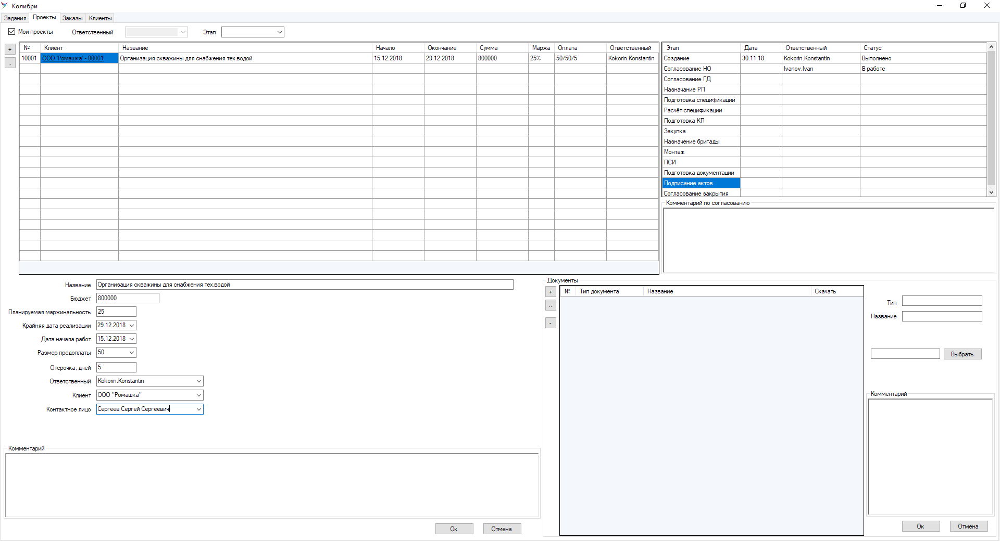 Колибри
Задания Проекты Заказы Клиенты
Мои проекты Ответственный Этап
+
..
№ Клиент Название Начало Окончание Сумма Маржа Оплата Ответственный
10001 ООО 'Ромашка' - 00001 Организация скважины для снабжения тех.водой 15.12.2018 29.12.2018 800000 25% 50/50/5 Kokorin.Konstantin
Этап Дата Ответственный Статус
Создание 30.11.18 Kokorin.Konstantin Выполнено
Согласование НО Ivanov.Ivan В работе
Согласование ГД
Назначание РП
Подготовка спецификации
Расчёт спецификации
Подготовка КП
Закупка
Назначение бригады
Монтаж
ПСИ
Подготовка документации
Подписание актов
Согласование закрытия
Комментарий по согласованию
Название Организация скважины для снабжения тех.водой
Бюджет 800000
Планируемая маржинальность 25
Крайняя дата реализации 29.12.2018
Дата начала работ 15.12.2018
Размер предоплаты 50
Отсрочка, дней 5
Ответственный Kokorin.Konstantin
Клиент ООО "Ромашка"
Контактное лицо Сергеев Сергей Сергеевич
Комментарий
Ок Отмена
Документы
+
..
-
№ Тип документа Название Скачать
Тип
Название
Выбрать
Комментарий
Ок Отмена